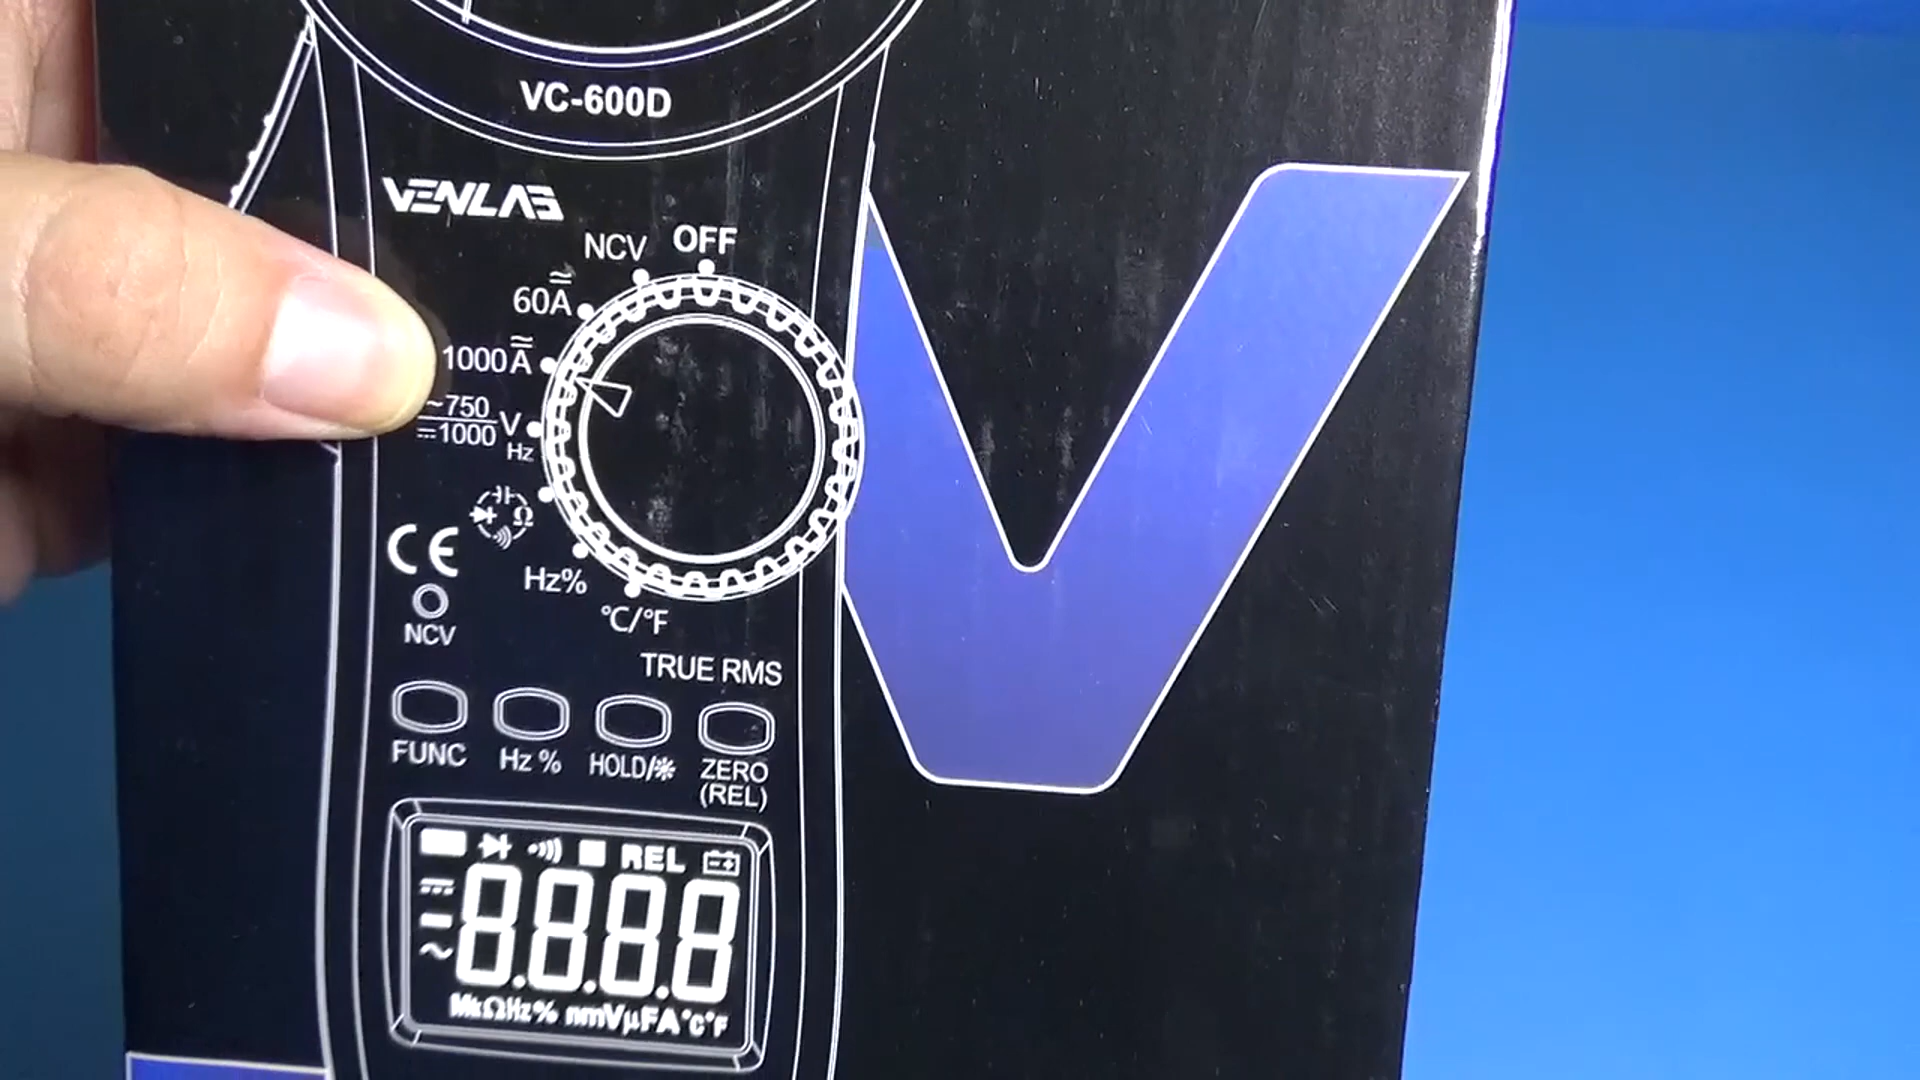 VC-600D
VENLAB
NCV OFF
60A
1000A
~750
1000 V
Hz
Ω
CE
Hz%
°C/°F
NCV
TRUE RMS
FUNC Hz % HOLD/ ZERO
(REL)
REL
8.8.8.8
MkΩHz% nmVµFA°C°F